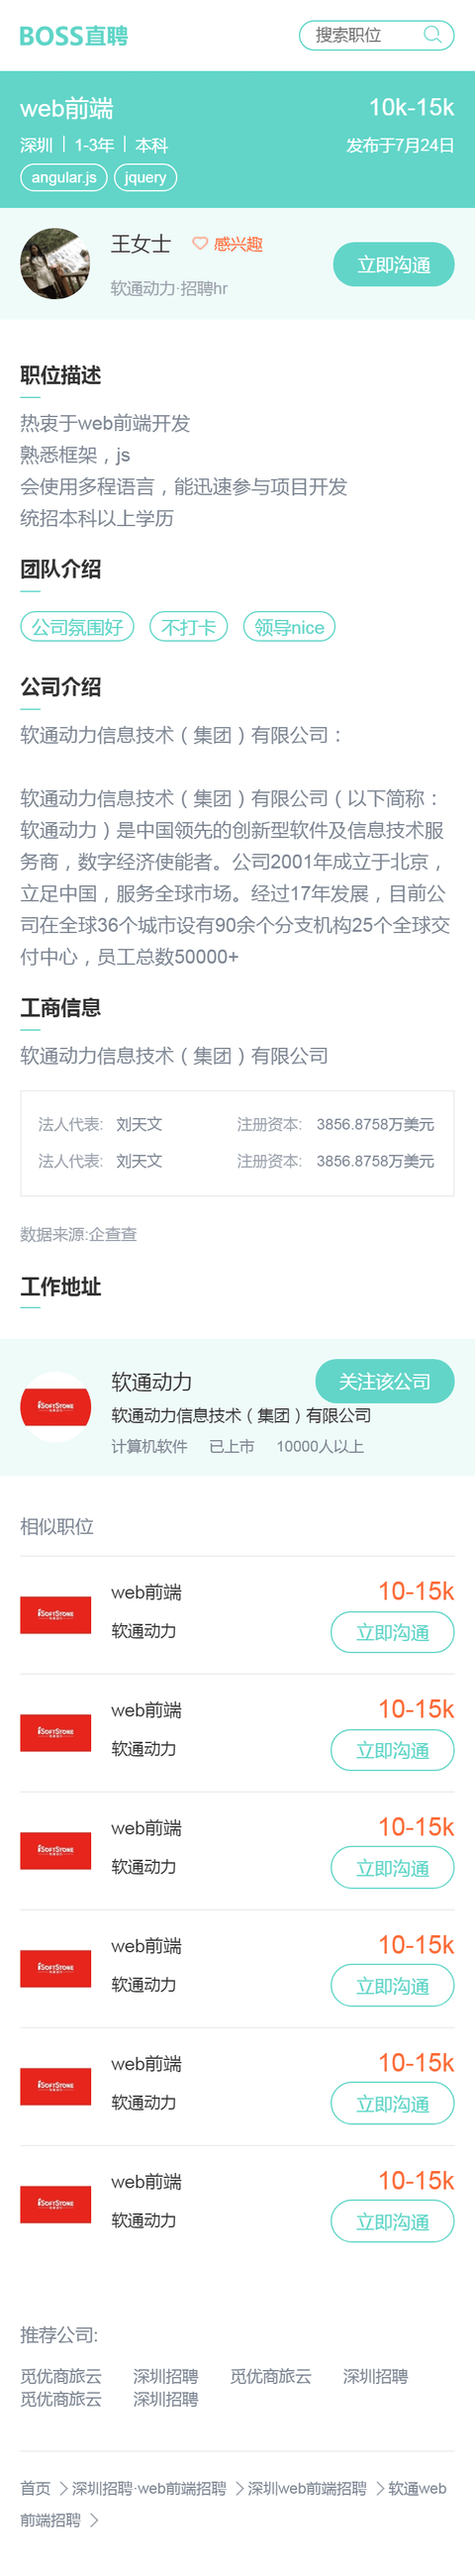 BOSS直聘
搜索职位
web前端 10k-15k
深圳 1-3年 本科 发布于7月24日
angular.js jquery
王女士 感兴趣
立即沟通
软通动力·招聘hr
职位描述
热衷于web前端开发
熟悉框架，js
会使用多程语言，能迅速参与项目开发
统招本科以上学历
团队介绍
公司氛围好 不打卡 领导nice
公司介绍
软通动力信息技术（集团）有限公司：
软通动力信息技术（集团）有限公司（以下简称：
软通动力）是中国领先的创新型软件及信息技术服
务商，数字经济使能者。公司2001年成立于北京，
立足中国，服务全球市场。经过17年发展，目前公
司在全球36个城市设有90余个分支机构25个全球交
付中心，员工总数50000+
工商信息
软通动力信息技术（集团）有限公司
法人代表: 刘天文 注册资本: 3856.8758万美元
法人代表: 刘天文 注册资本: 3856.8758万美元
数据来源:企查查
工作地址
软通动力 关注该公司
软通动力信息技术（集团）有限公司
计算机软件 已上市 10000人以上
相似职位
iSOFTSTONE
web前端 10-15k
软通动力 立即沟通
iSOFTSTONE
web前端 10-15k
软通动力 立即沟通
iSOFTSTONE
web前端 10-15k
软通动力 立即沟通
iSOFTSTONE
web前端 10-15k
软通动力 立即沟通
iSOFTSTONE
web前端 10-15k
软通动力 立即沟通
iSOFTSTONE
web前端 10-15k
软通动力 立即沟通
推荐公司:
觅优商旅云 深圳招聘 觅优商旅云 深圳招聘
觅优商旅云 深圳招聘
首页 > 深圳招聘·web前端招聘 > 深圳web前端招聘 > 软通web
前端招聘 >